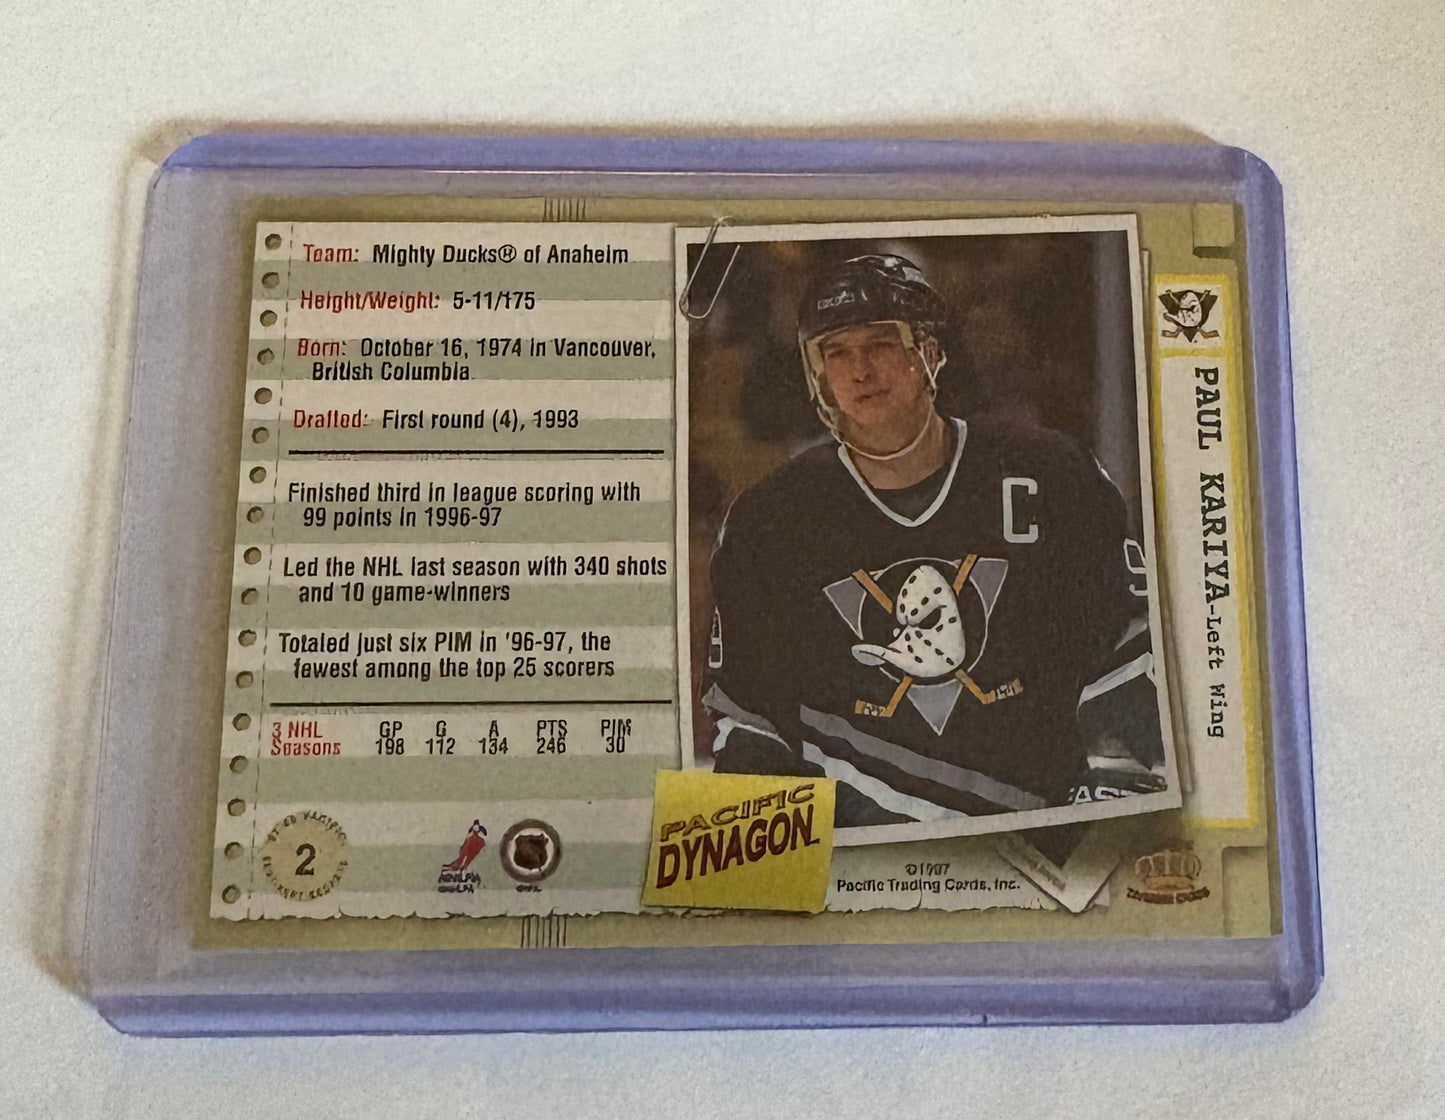 Team: Mighty Ducks® of Anaheim
Height/Weight: 5-11/175
Born: October 16, 1974 in Vancouver,
British Columbia.
Drafted: First round (4), 1993
Finished third in league scoring with
99 points in 1996-97
Led the NHL last season with 340 shots
and 10 game-winners
Totaled just six PIM in '96-97, the
fewest among the top 25 scorers
3 NHL GP G A PTS PIM
Seasons 198 112 134 246 30
2
C
9
9
PACIFIC
DYNAGON
Pacific Trading Cards, Inc.
PAUL KARIYA-Left Wing